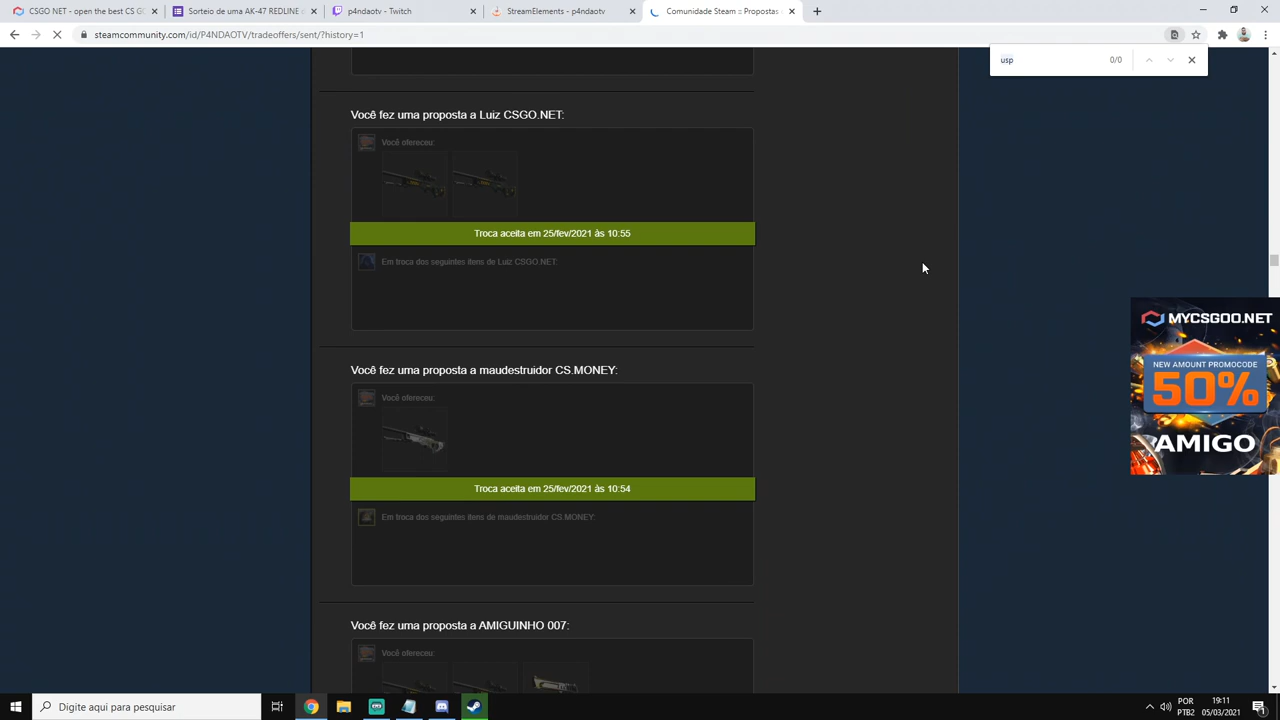 CSGO NET - open the best CS GO
Sorteio de uma AK-47 REDLINE
p4ndaotv - Twitch
StreamElements - p4ndaotv
Comunidade Steam :: Propostas
steamcommunity.com/id/P4NDAOTV/tradeoffers/sent/?history=1
usp
0/0
Você fez uma proposta a Luiz CSGO.NET:
Você ofereceu:
Troca aceita em 25/fev/2021 às 10:55
Em troca dos seguintes itens de Luiz CSGO.NET:
MYCSGOO.NET
NEW AMOUNT PROMOCODE
50%
AMIGO
Você fez uma proposta a maudestruidor CS.MONEY:
Você ofereceu:
Troca aceita em 25/fev/2021 às 10:54
Em troca dos seguintes itens de maudestruidor CS.MONEY:
Você fez uma proposta a AMIGUINHO 007:
Você ofereceu:
Digite aqui para pesquisar
POR
PTB2
19:11
05/03/2021
1